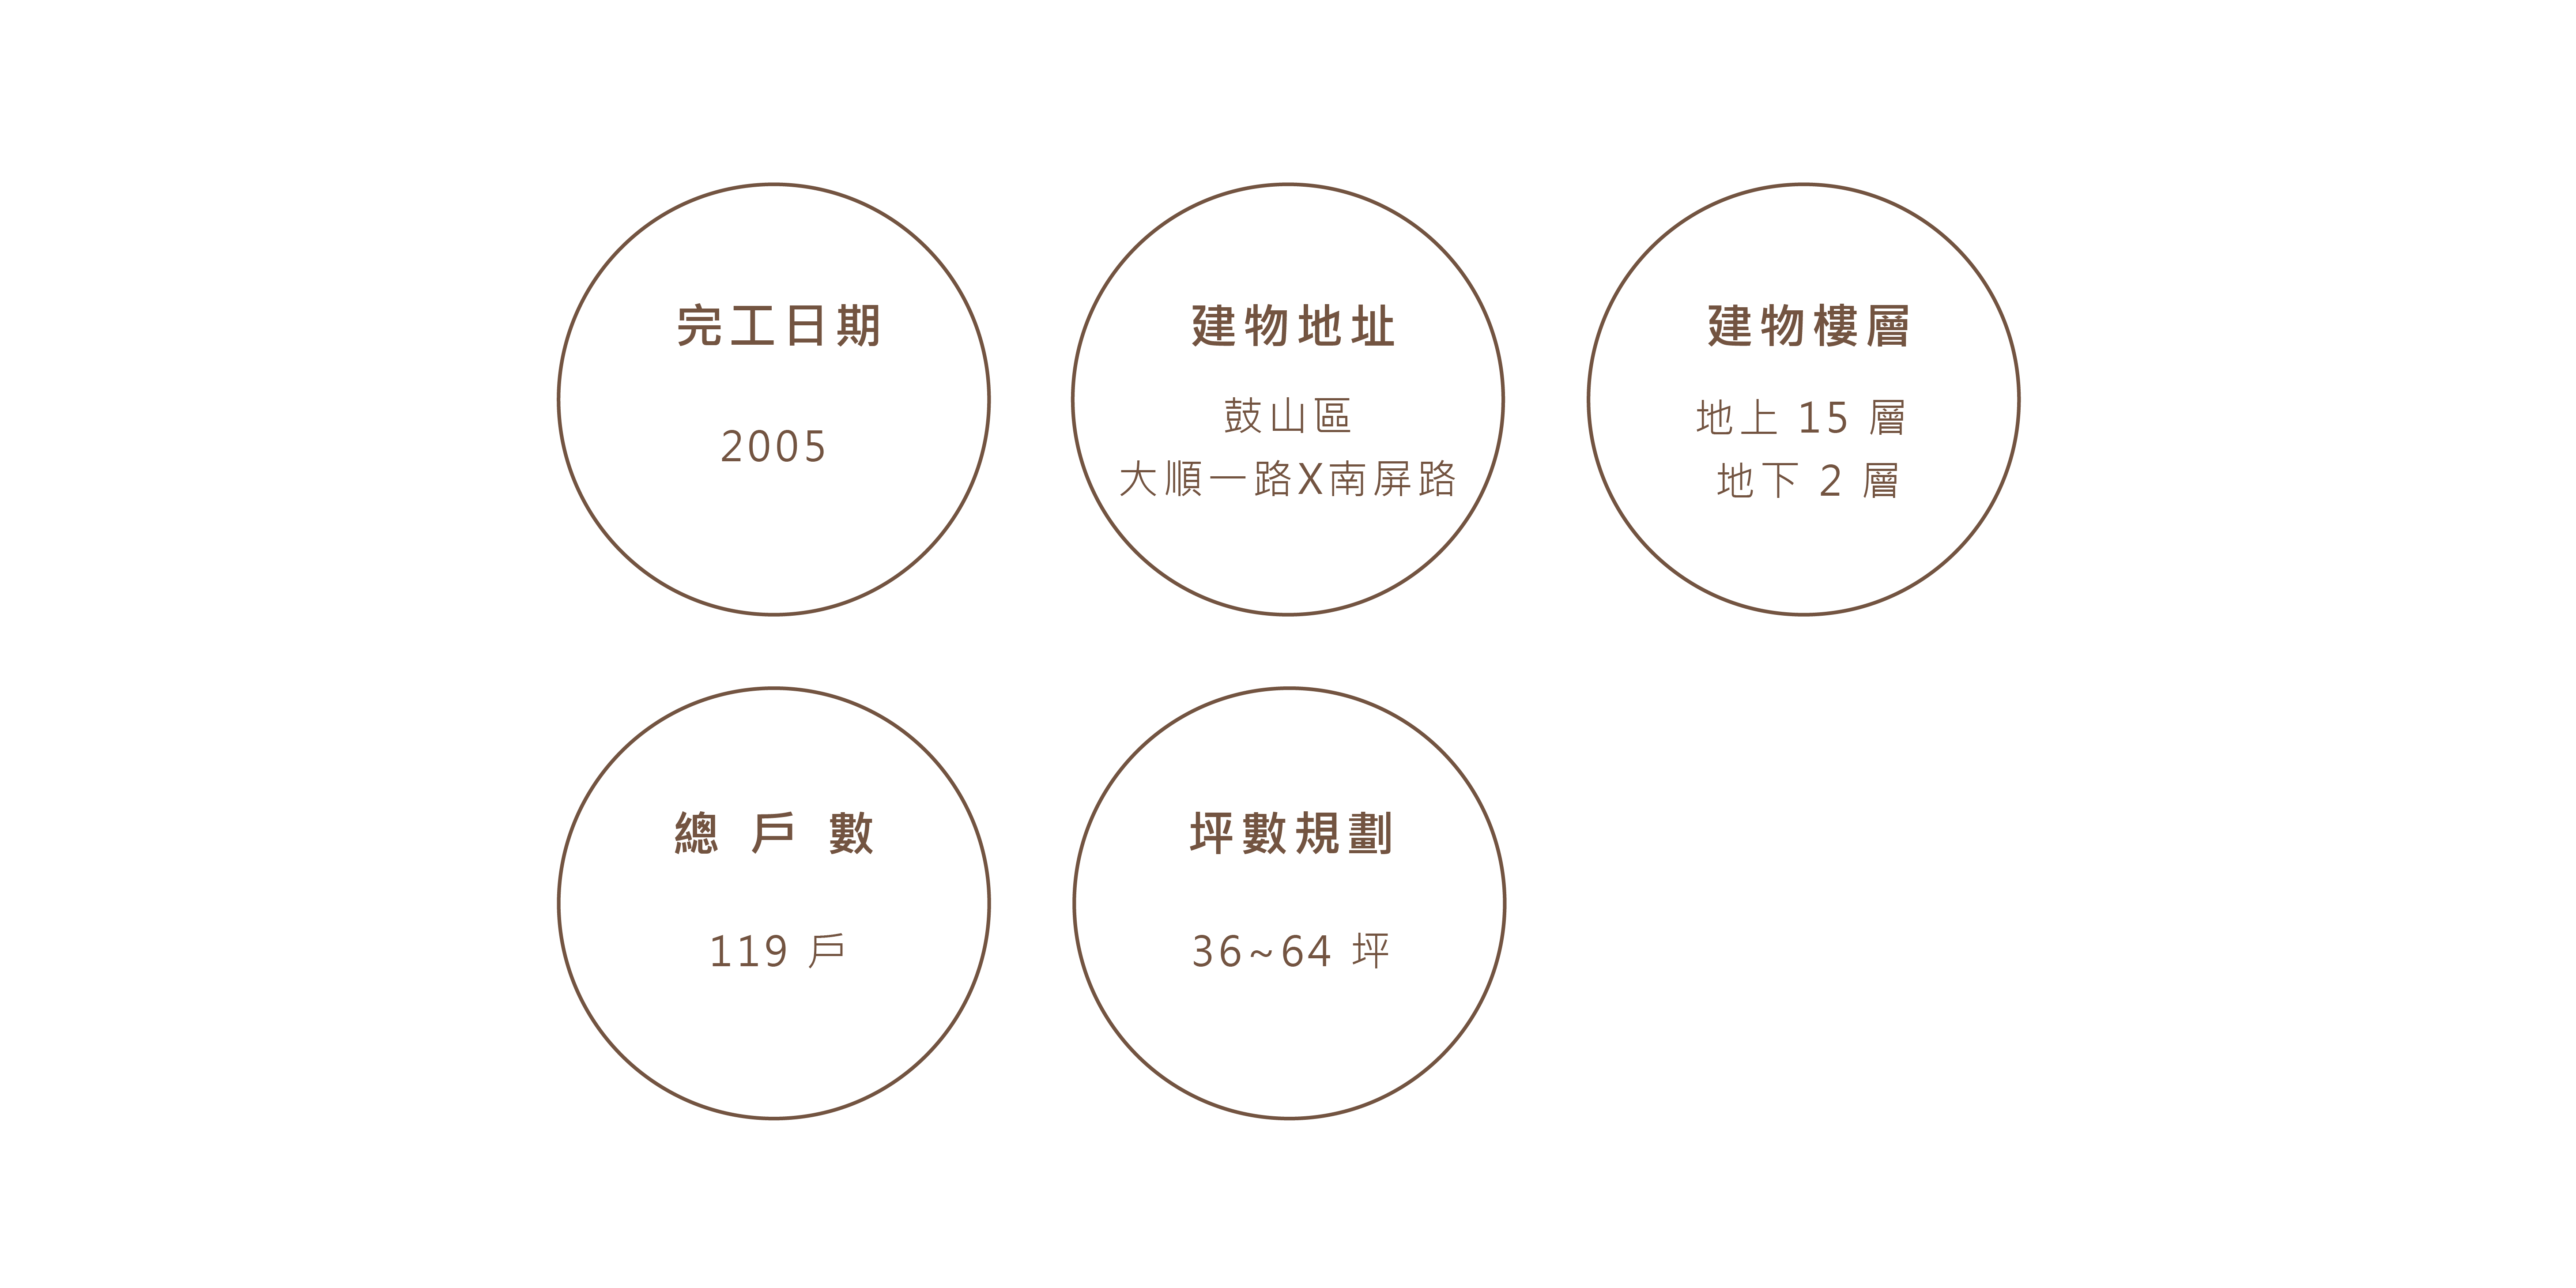 完工日期
2005
建物地址
鼓山區
大順一路X南屏路
建物樓層
地上 15 層
地下 2 層
總 戶 數
119 戶
坪數規劃
36~64 坪